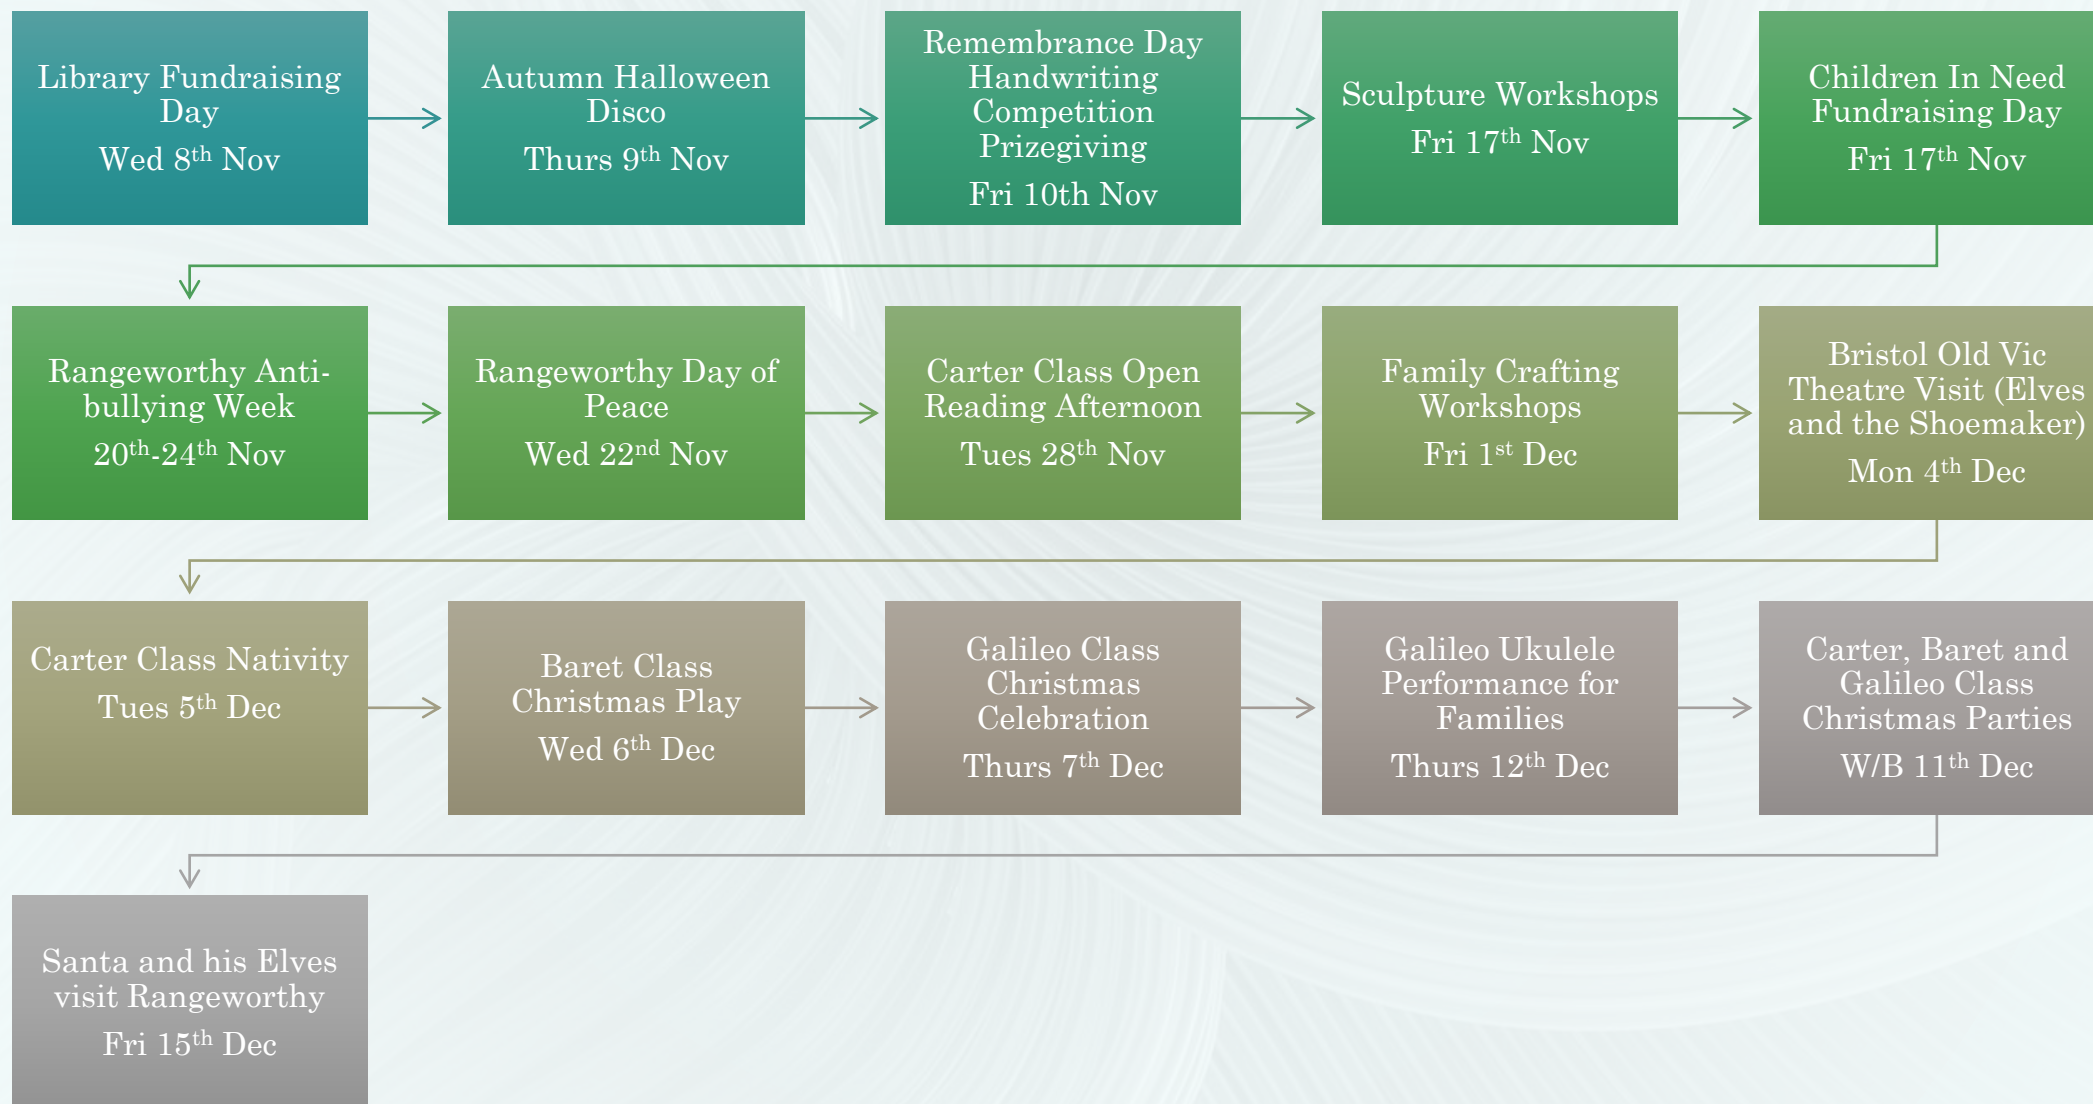 Library Fundraising
Day
Wed 8th Nov
Autumn Halloween
Disco
Thurs 9th Nov
Remembrance Day
Handwriting
Competition
Prizegiving
Fri 10th Nov
Sculpture Workshops
Fri 17th Nov
Children In Need
Fundraising Day
Fri 17th Nov
Rangeworthy Anti-
bullying Week
20th-24th Nov
Rangeworthy Day of
Peace
Wed 22nd Nov
Carter Class Open
Reading Afternoon
Tues 28th Nov
Family Crafting
Workshops
Fri 1st Dec
Bristol Old Vic
Theatre Visit (Elves
and the Shoemaker)
Mon 4th Dec
Carter Class Nativity
Tues 5th Dec
Baret Class
Christmas Play
Wed 6th Dec
Galileo Class
Christmas
Celebration
Thurs 7th Dec
Galileo Ukulele
Performance for
Families
Thurs 12th Dec
Carter, Baret and
Galileo Class
Christmas Parties
W/B 11th Dec
Santa and his Elves
visit Rangeworthy
Fri 15th Dec